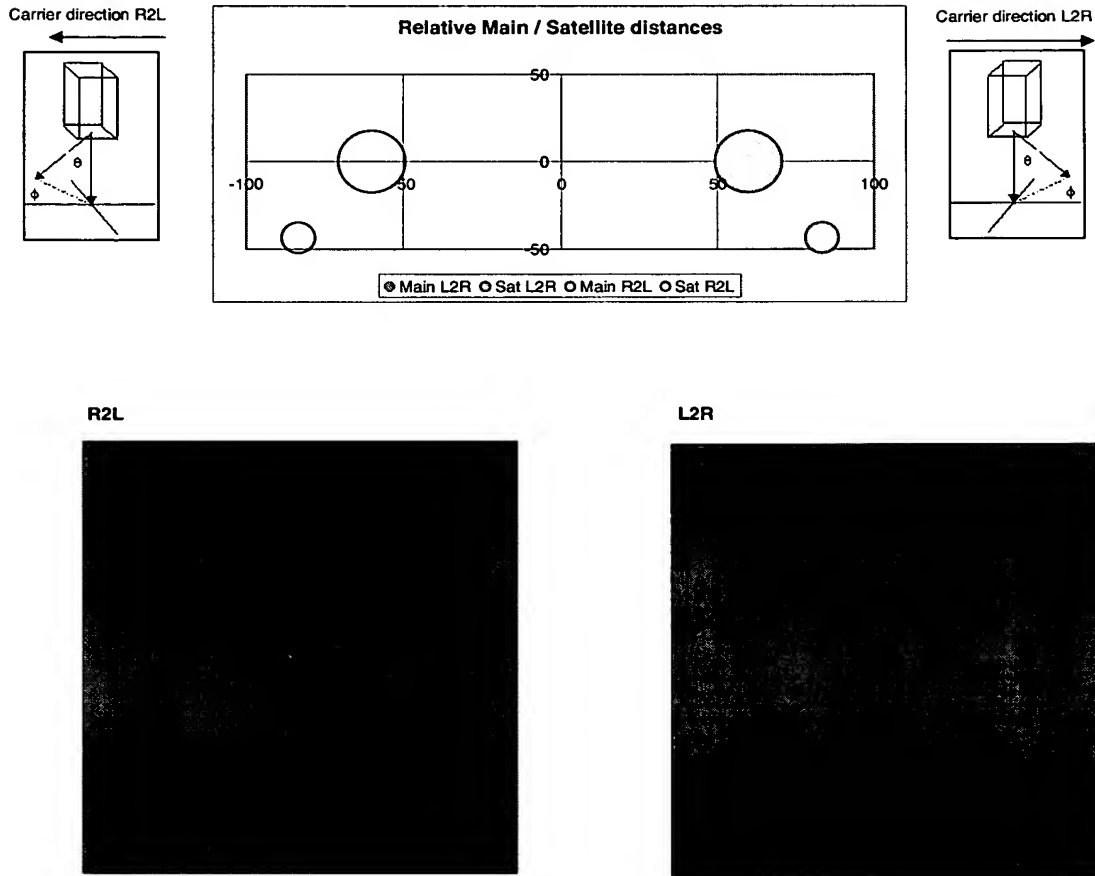 Carrier direction R2L
Relative Main / Satellite distances
Carrier direction L2R
50
0
-100
-50
0
50
100
-50
θ
ϕ
θ
ϕ
Main L2R Sat L2R Main R2L Sat R2L
R2L
L2R